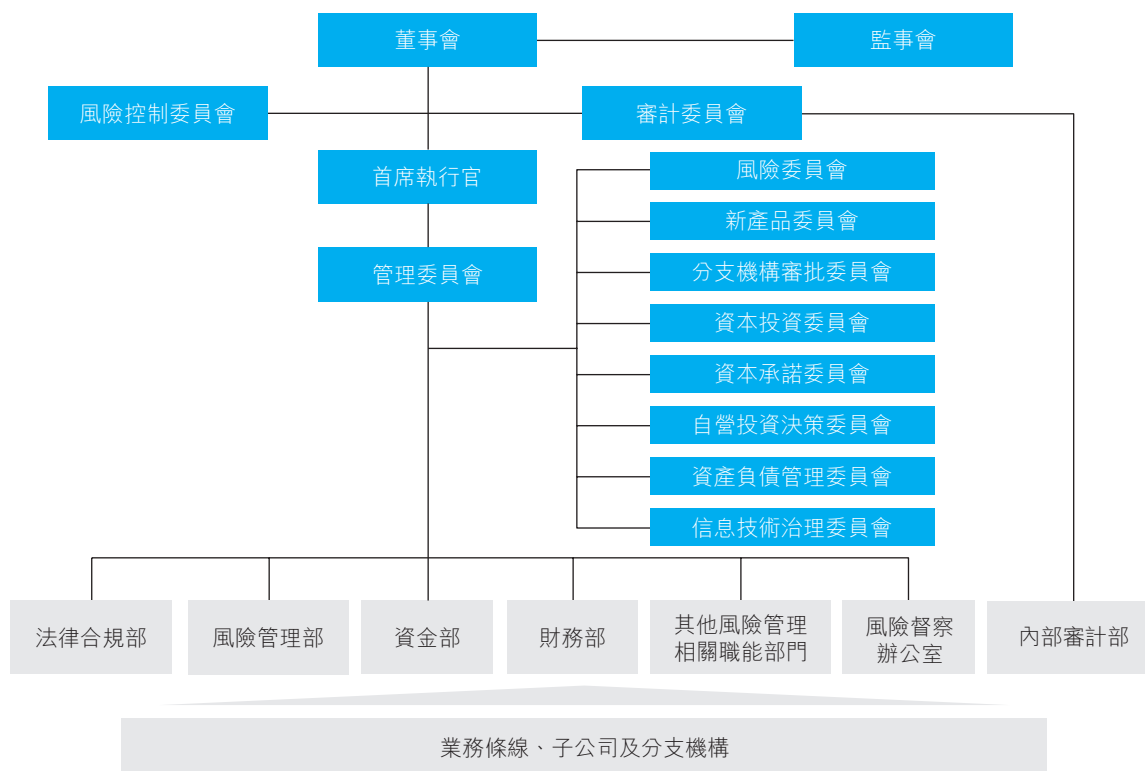 董事會
監事會
風險控制委員會
審計委員會
首席執行官
風險委員會
新產品委員會
管理委員會
分支機構審批委員會
資本投資委員會
資本承諾委員會
自營投資決策委員會
資產負債管理委員會
信息技術治理委員會
法律合規部
風險管理部
資金部
財務部
其他風險管理
相關職能部門
風險督察
辦公室
內部審計部
業務條線、子公司及分支機構